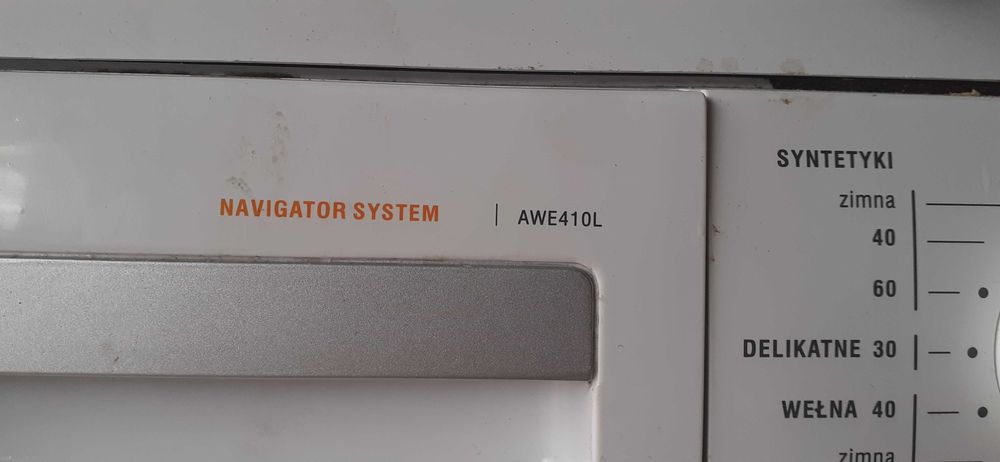 NAVIGATOR SYSTEM | AWE410L
SYNTETYKI
zimna
40
60
DELIKATNE 30
WEŁNA 40
zimna